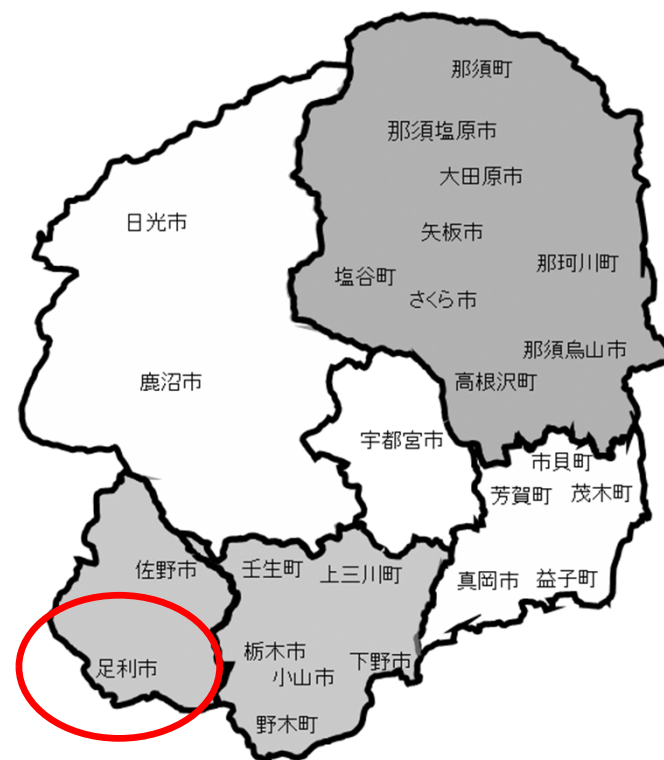 那須町
那須塩原市
大田原市
矢板市
日光市
那珂川町
塩谷町
さくら市
那須烏山市
高根沢町
鹿沼市
宇都宮市
市貝町
芳賀町
茂木町
佐野市
壬生町
上三川町
真岡市
益子町
栃木市
下野市
足利市
小山市
野木町